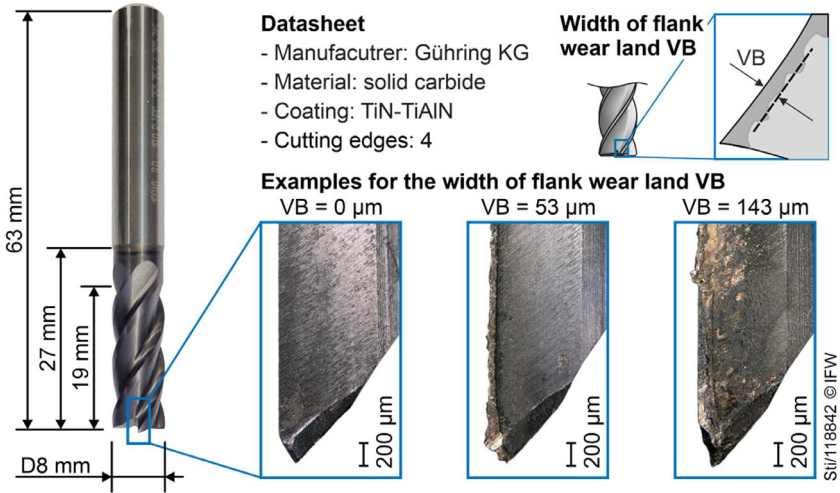 Datasheet
- Manufacutrer: Gühring KG
- Material: solid carbide
- Coating: TiN-TiAlN
- Cutting edges: 4
Width of flank
wear land VB
VB
Examples for the width of flank wear land VB
VB = 0 µm
VB = 53 µm
VB = 143 µm
63 mm
27 mm
19 mm
D8 mm
200 µm
200 µm
200 µm
Sti/118842 ©IFW